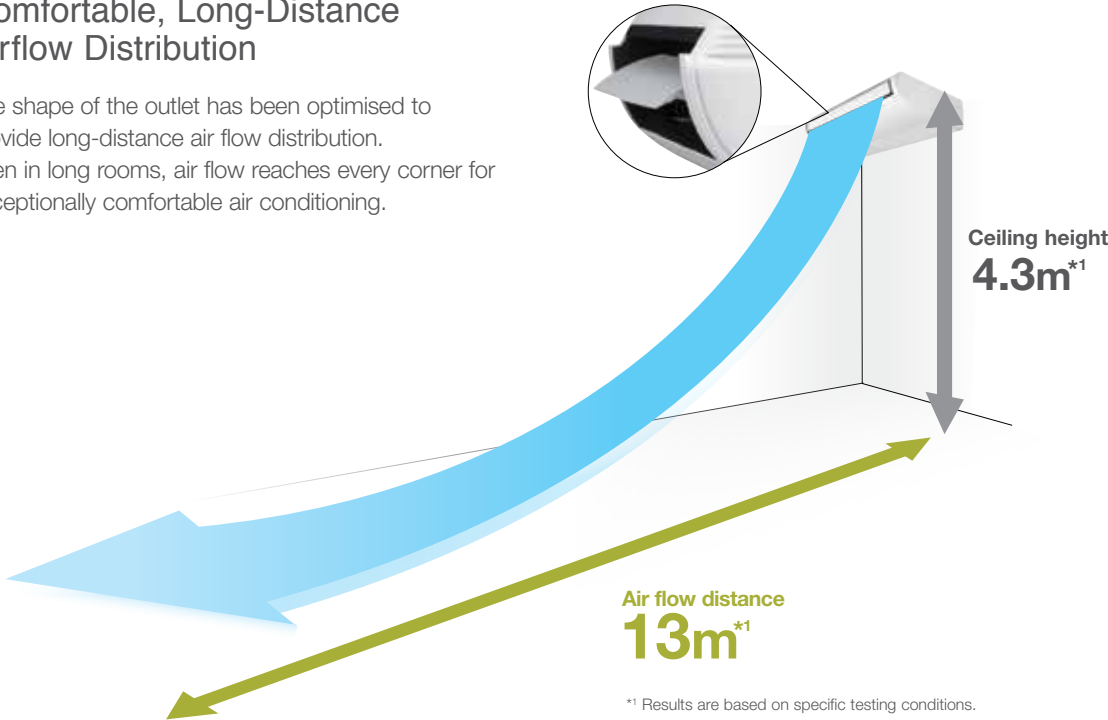 omfortable, Long-Distance
rflow Distribution
e shape of the outlet has been optimised to
ovide long-distance air flow distribution.
en in long rooms, air flow reaches every corner for
ceptionally comfortable air conditioning.
Ceiling height
4.3m*1
Air flow distance
13m*1
*1 Results are based on specific testing conditions.